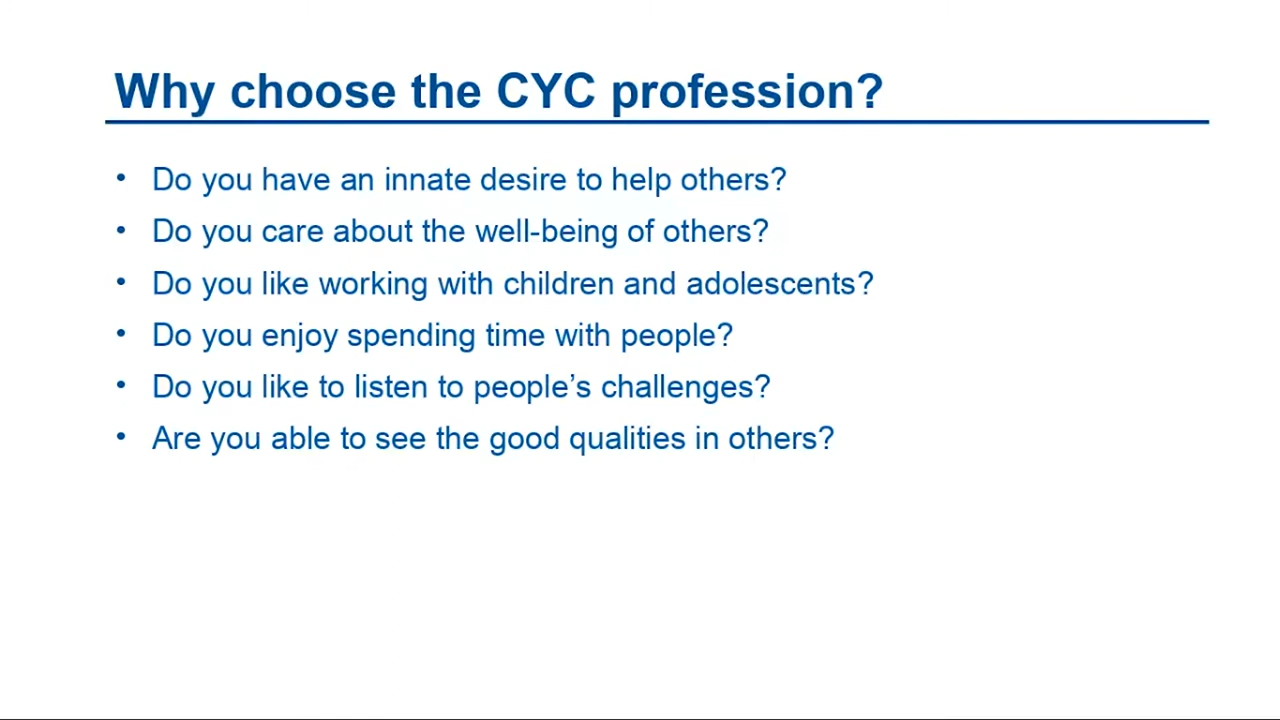 Why choose the CYC profession?
• Do you have an innate desire to help others?
• Do you care about the well-being of others?
• Do you like working with children and adolescents?
• Do you enjoy spending time with people?
• Do you like to listen to people’s challenges?
• Are you able to see the good qualities in others?